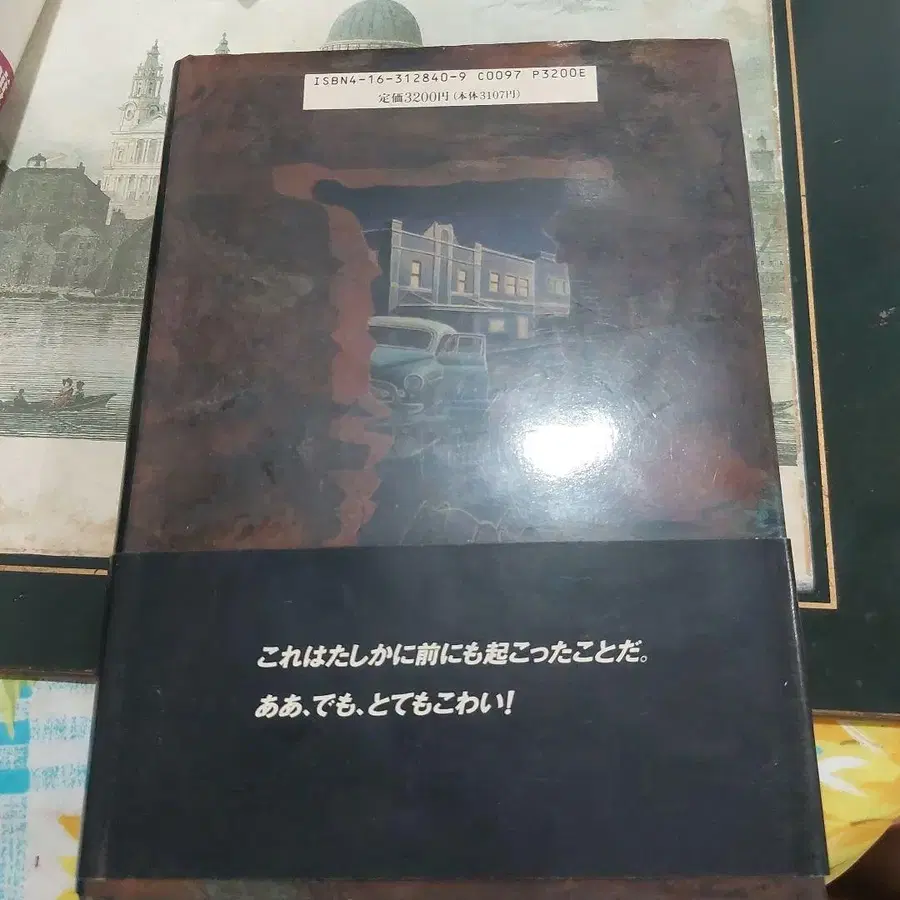 ISBN4-16-312840-9 C0097 P3200E
定価3200円(本体3107円)
これはたしかに前にも起こったことだ。
ああ、でも、とてもこわい!